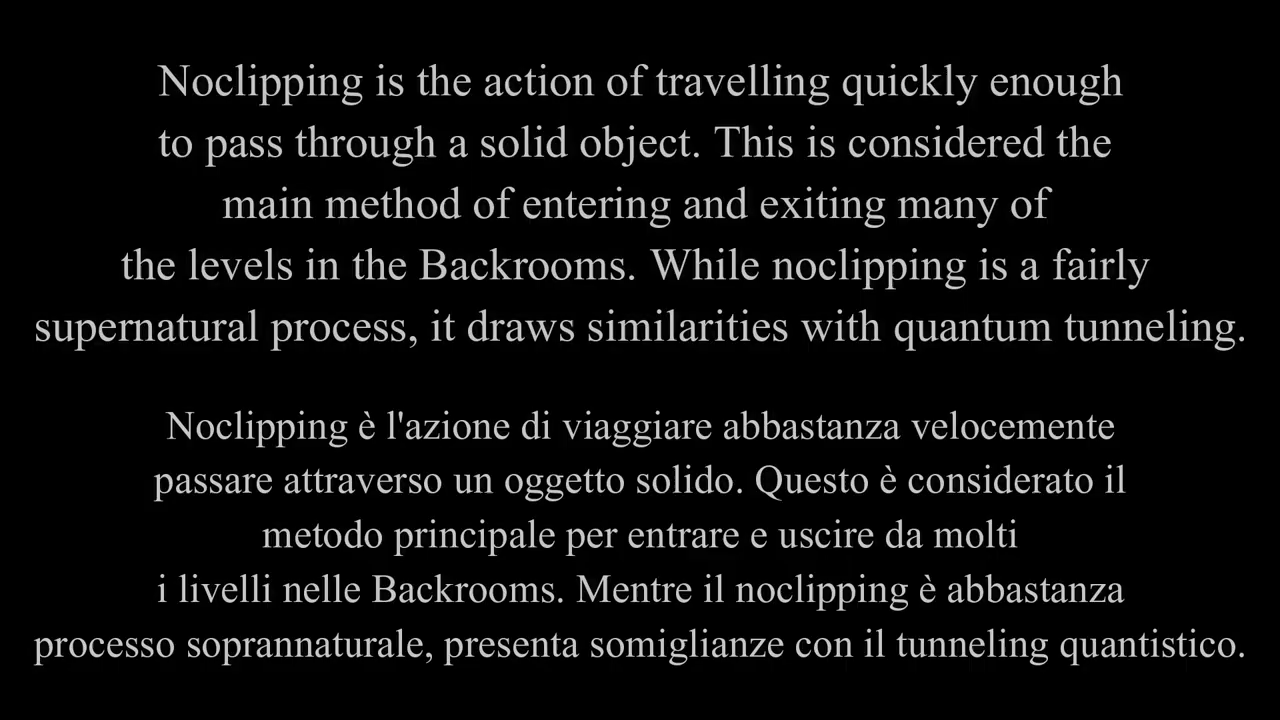 Noclipping is the action of travelling quickly enough
to pass through a solid object. This is considered the
main method of entering and exiting many of
the levels in the Backrooms. While noclipping is a fairly
supernatural process, it draws similarities with quantum tunneling.
Noclipping è l'azione di viaggiare abbastanza velocemente
passare attraverso un oggetto solido. Questo è considerato il
metodo principale per entrare e uscire da molti
i livelli nelle Backrooms. Mentre il noclipping è abbastanza
processo soprannaturale, presenta somiglianze con il tunneling quantistico.